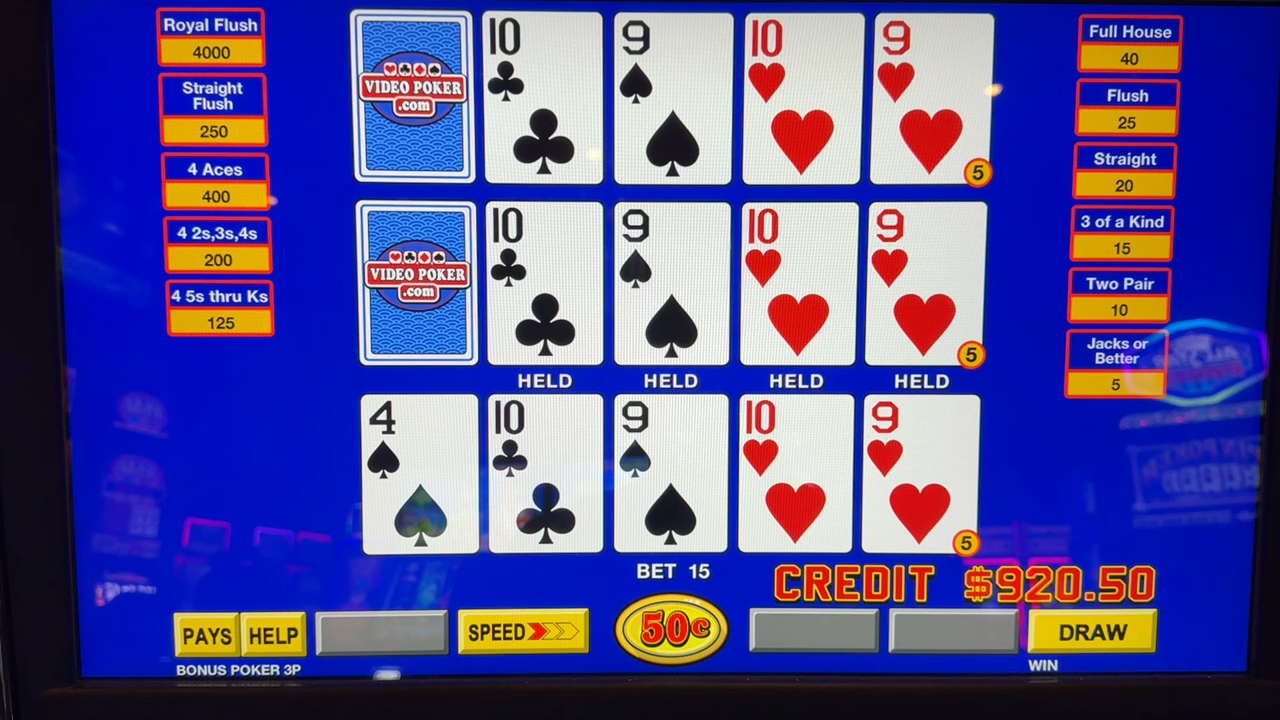 Royal Flush
4000
Straight
Flush
250
4 Aces
400
4 2s,3s,4s
200
4 5s thru Ks
125
VIDEO POKER
.com
10
9
10
9
5
VIDEO POKER
.com
10
9
10
9
5
HELD HELD HELD HELD
4
10
9
10
9
5
Full House
40
Flush
25
Straight
20
3 of a Kind
15
Two Pair
10
Jacks or
Better
5
BET 15
CREDIT $920.50
PAYS
HELP
SPEED
50¢
DRAW
BONUS POKER 3P
WIN